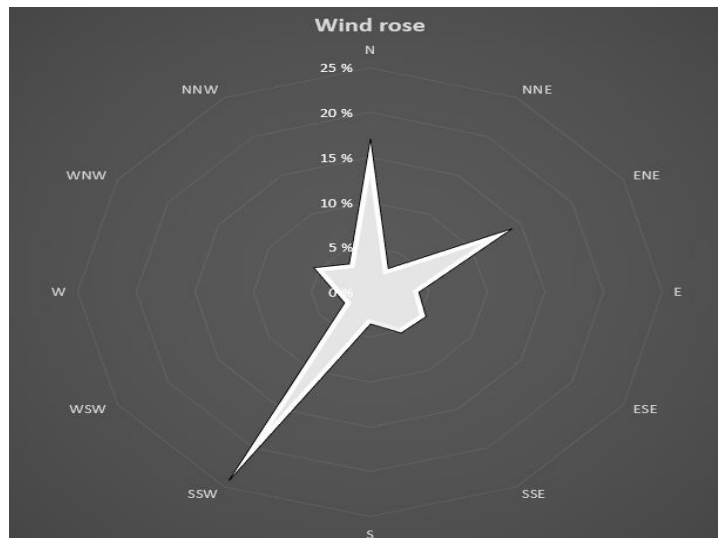 Wind rose
N
25 %
NNW
NNE
20 %
15 %
WNW
ENE
10 %
5 %
W
0 %
E
WSW
ESE
SSW
SSE
S